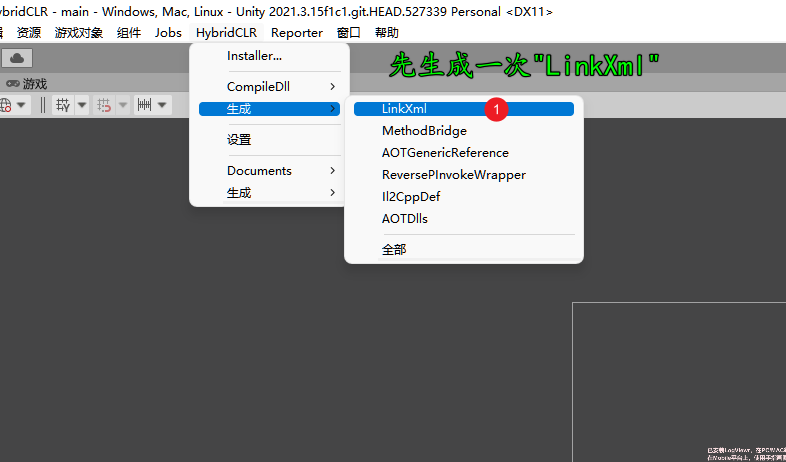 ybridCLR - main - Windows, Mac, Linux - Unity 2021.3.15f1c1.git.HEAD.527339 Personal <DX11>
资源 游戏对象 组件 Jobs HybridCLR Reporter 窗口 帮助
先生成一次"LinkXml"
游戏
Installer...
CompileDll
生成
设置
Documents
生成
LinkXml 1
MethodBridge
AOTGenericReference
ReversePInvokeWrapper
Il2CppDef
AOTDlls
全部